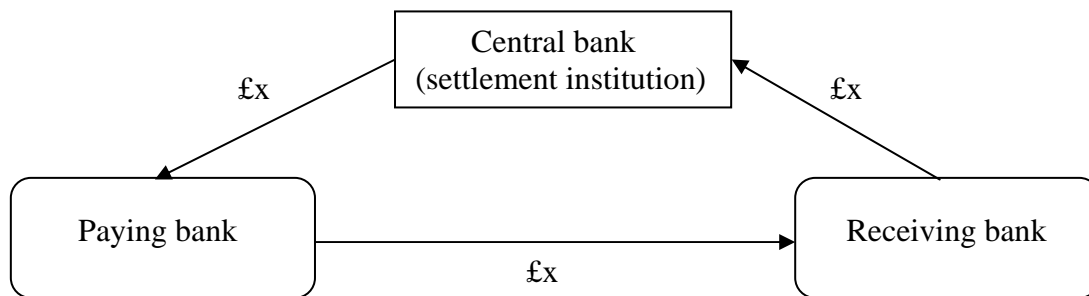 Central bank
(settlement institution)
£x
£x
Paying bank
Receiving bank
£x